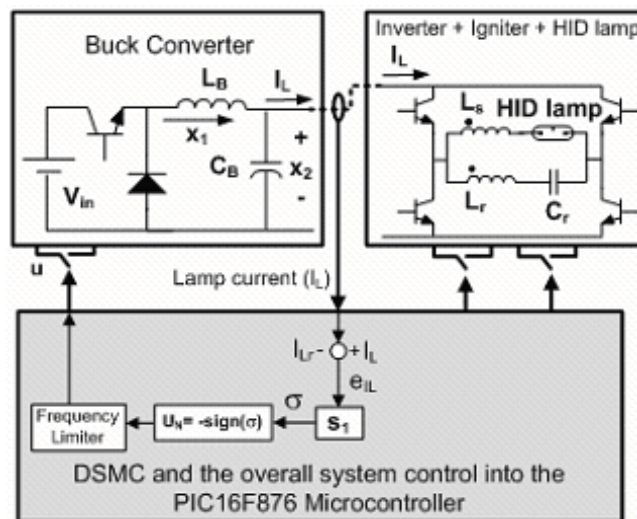 Buck Converter
Inverter + Igniter + HID lamp
L_B
I_L
x_1
C_B
+
x_2
-
V_in
I_L
L_s
HID lamp
L_r
C_r
u
Lamp current (I_L)
I_Lr - + I_L
e_IL
Frequency
Limiter
U_N= -sign(σ)
σ
s_1
DSMC and the overall system control into the
PIC16F876 Microcontroller